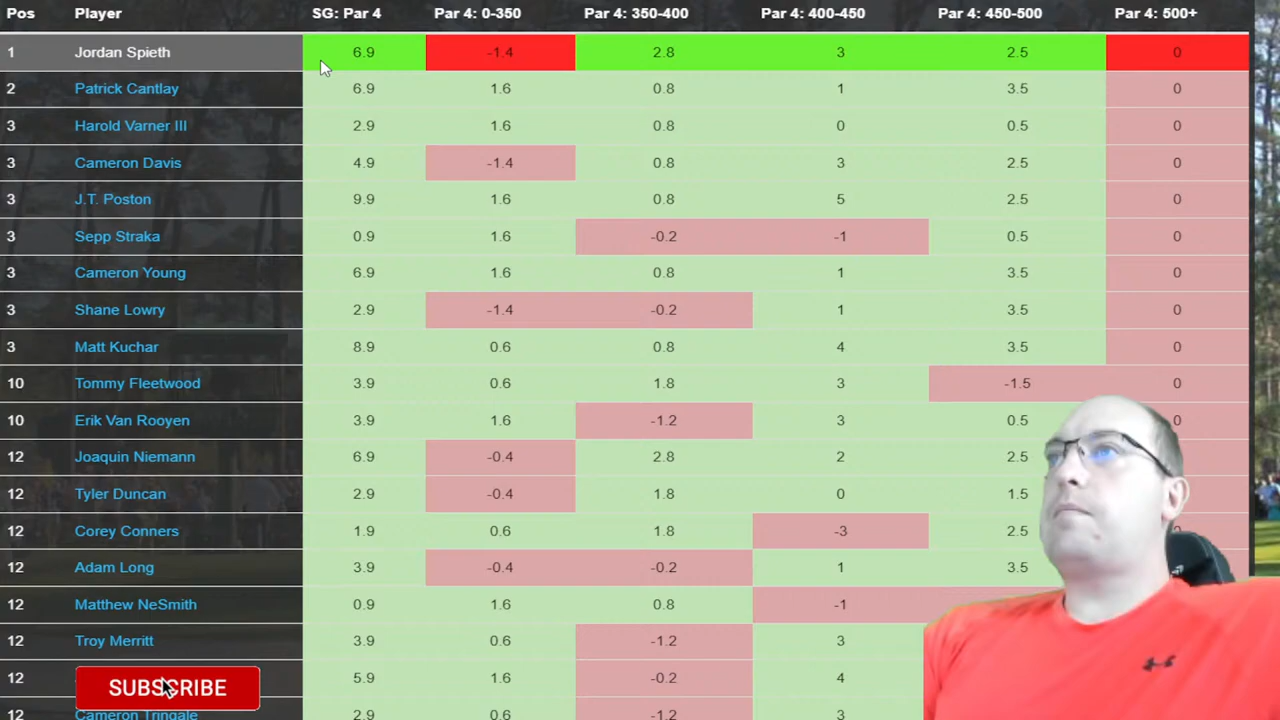 Pos Player SG: Par 4 Par 4: 0-350 Par 4: 350-400 Par 4: 400-450 Par 4: 450-500 Par 4: 500+
1 Jordan Spieth 6.9 -1.4 2.8 3 2.5 0
2 Patrick Cantlay 6.9 1.6 0.8 1 3.5 0
3 Harold Varner III 2.9 1.6 0.8 0 0.5 0
3 Cameron Davis 4.9 -1.4 0.8 3 2.5 0
3 J.T. Poston 9.9 1.6 0.8 5 2.5 0
3 Sepp Straka 0.9 1.6 -0.2 -1 0.5 0
3 Cameron Young 6.9 1.6 0.8 1 3.5 0
3 Shane Lowry 2.9 -1.4 -0.2 1 3.5 0
3 Matt Kuchar 8.9 0.6 0.8 4 3.5 0
10 Tommy Fleetwood 3.9 0.6 1.8 3 -1.5 0
10 Erik Van Rooyen 3.9 1.6 -1.2 3 0.5 0
12 Joaquin Niemann 6.9 -0.4 2.8 2 2.5
12 Tyler Duncan 2.9 -0.4 1.8 0 1.5
12 Corey Conners 1.9 0.6 1.8 -3 2.5
12 Adam Long 3.9 -0.4 -0.2 1 3.5
12 Matthew NeSmith 0.9 1.6 0.8 -1
12 Troy Merritt 3.9 0.6 -1.2 3
12 SUBSCRIBE 5.9 1.6 -0.2 4
12 Cameron Tringale 2.9 0.6 -1.2 3